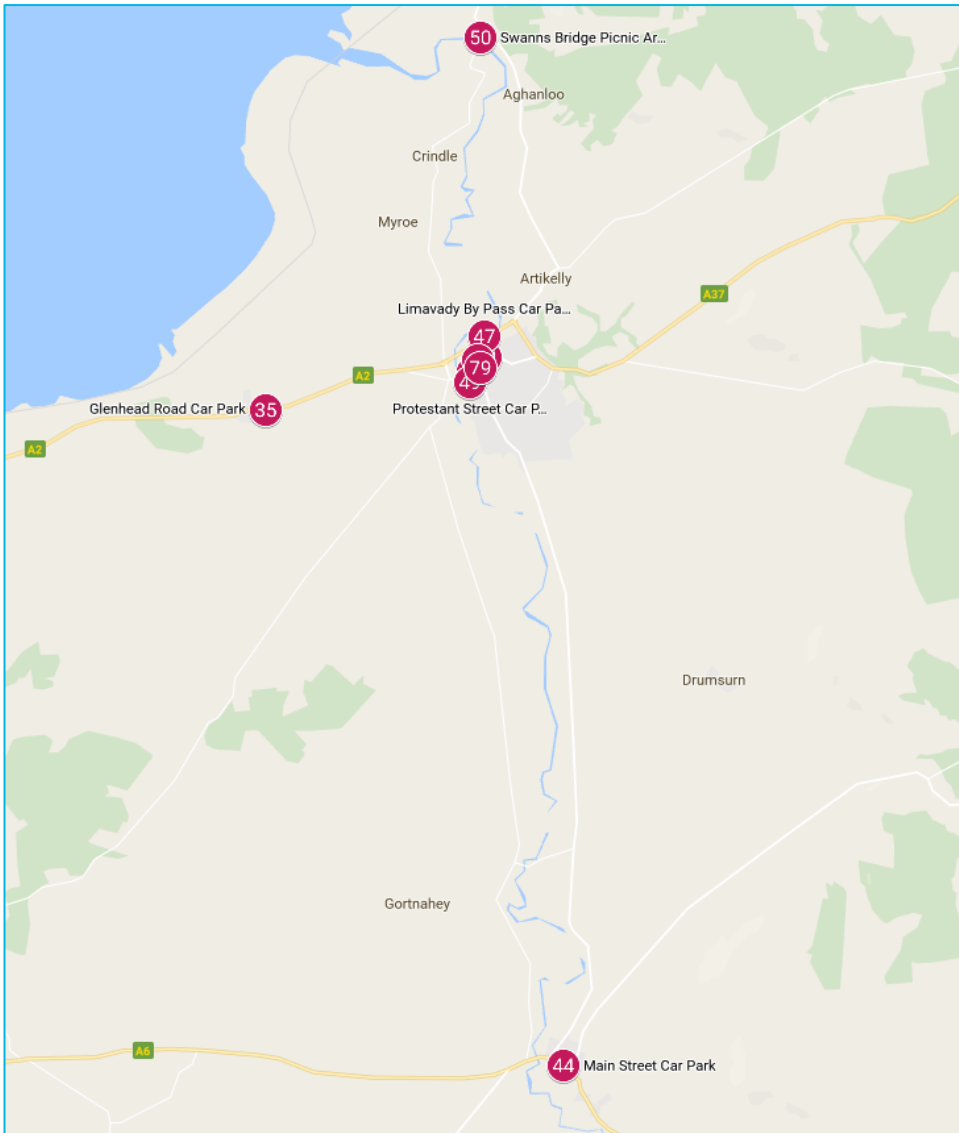 50 Swanns Bridge Picnic Ar...
Aghanloo
Crindle
Myroe
Artikelly
A37
Limavady By Pass Car Pa...
47
79
49
A2
Glenhead Road Car Park 35
Protestant Street Car P...
A2
Drumsurn
Gortnahey
A6
44 Main Street Car Park